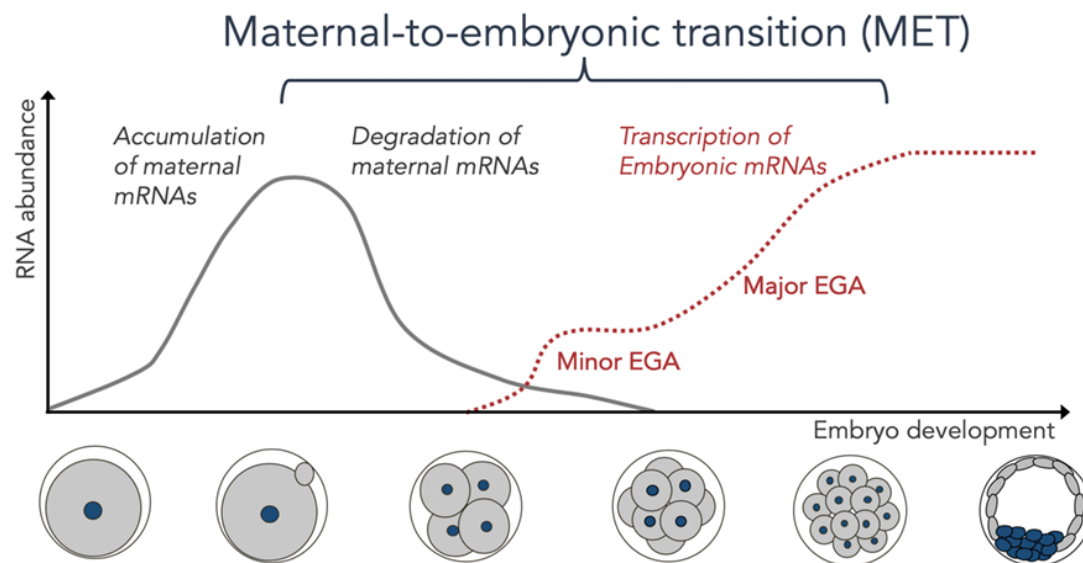 Maternal-to-embryonic transition (MET)
Accumulation
of maternal
mRNAs
Degradation of
maternal mRNAs
Transcription of
Embryonic mRNAs
RNA abundance
Major EGA
Minor EGA
Embryo development